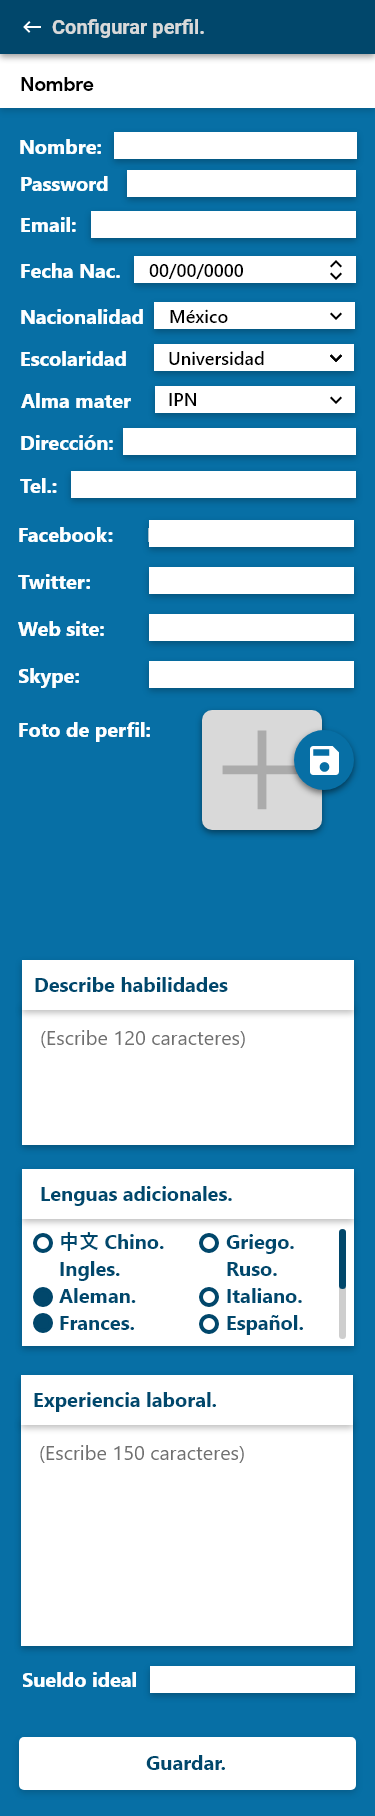 Configurar perfil.
Nombre
Nombre:
Password
Email:
Fecha Nac. 00/00/0000
Nacionalidad México
Escolaridad Universidad
Alma mater IPN
Dirección:
Tel.:
Facebook:
Twitter:
Web site:
Skype:
Foto de perfil:
Describe habilidades
(Escribe 120 caracteres)
Lenguas adicionales.
中文 Chino. Griego.
Ingles. Ruso.
Aleman. Italiano.
Frances. Español.
Experiencia laboral.
(Escribe 150 caracteres)
Sueldo ideal
Guardar.